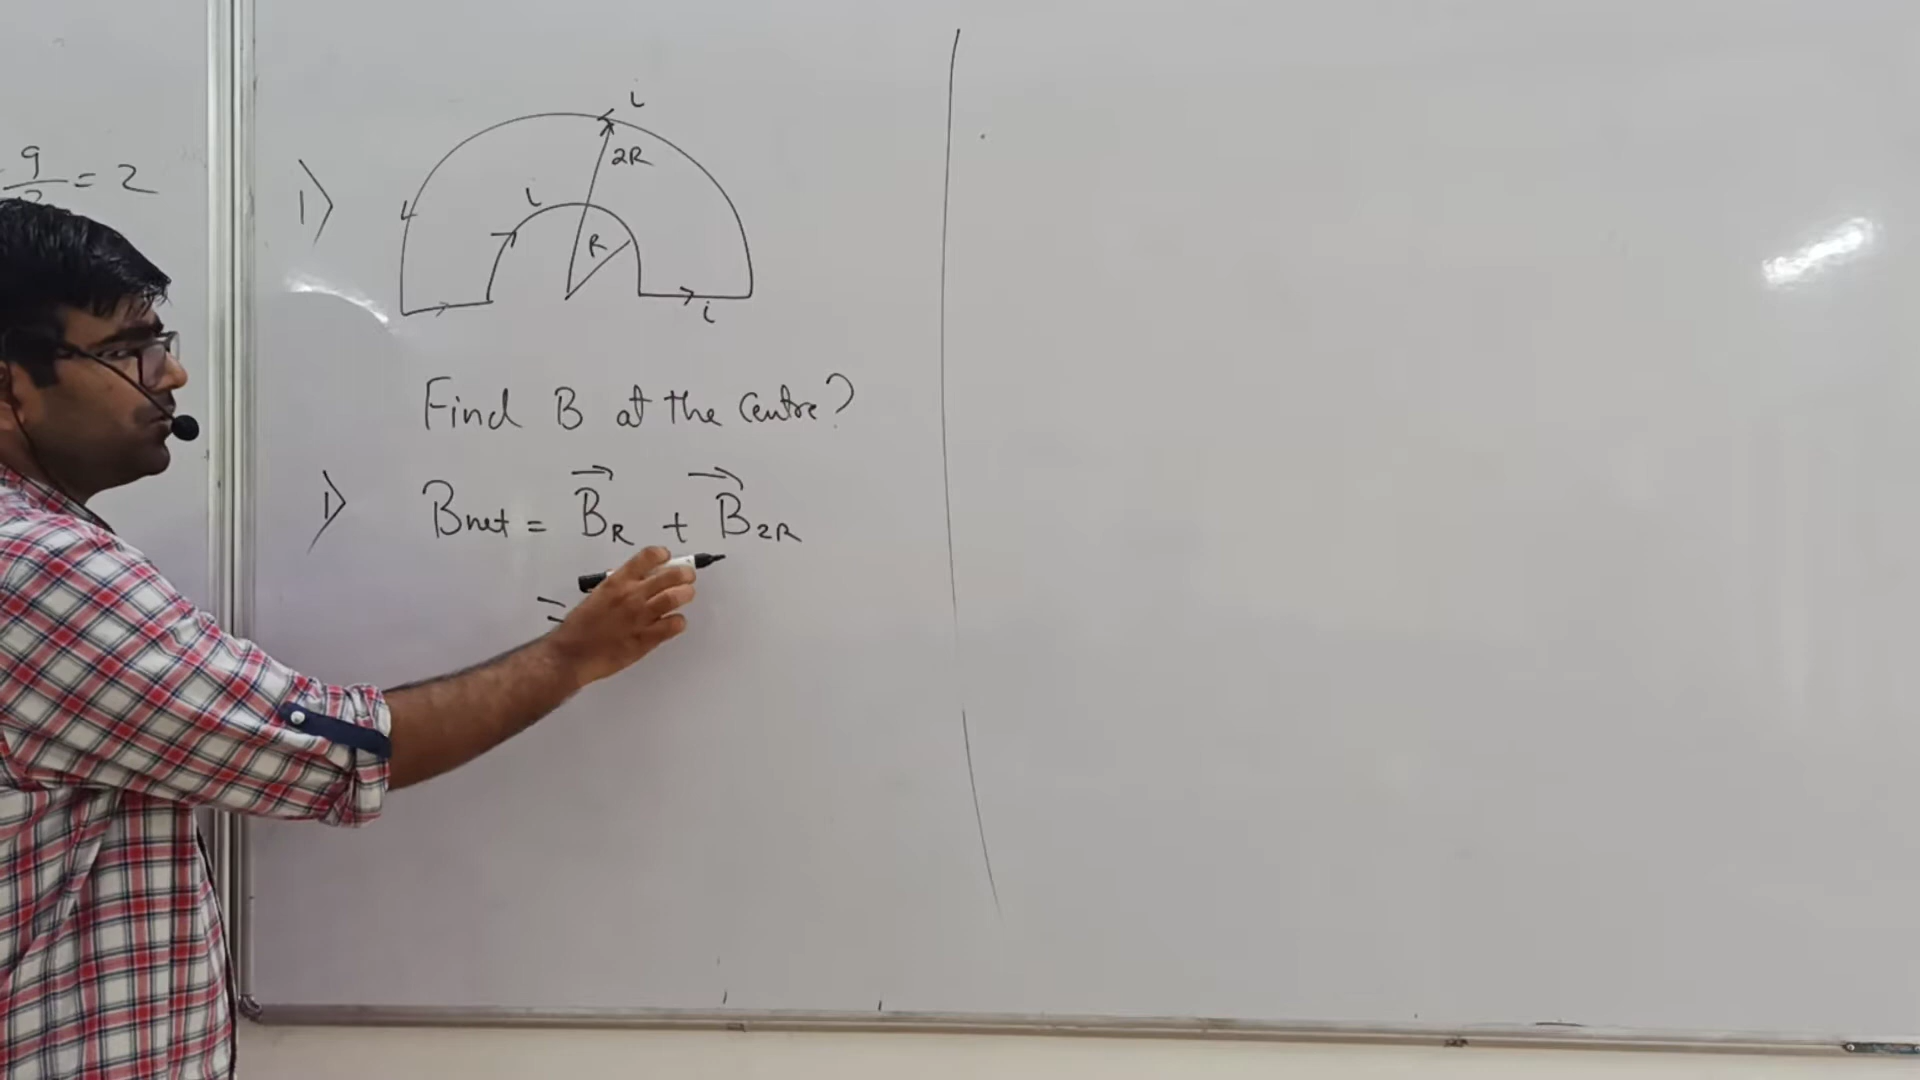 9
= 2
1)
i
2R
i
R
i
Find B at the Centre?
1) Bnet = B⃗R + B⃗2R
=